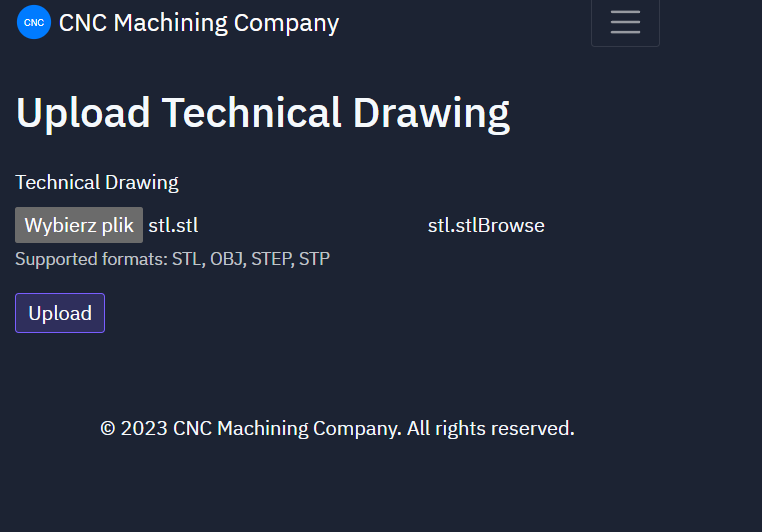 CNC CNC Machining Company
Upload Technical Drawing
Technical Drawing
Wybierz plik stl.stl stl.stlBrowse
Supported formats: STL, OBJ, STEP, STP
Upload
© 2023 CNC Machining Company. All rights reserved.